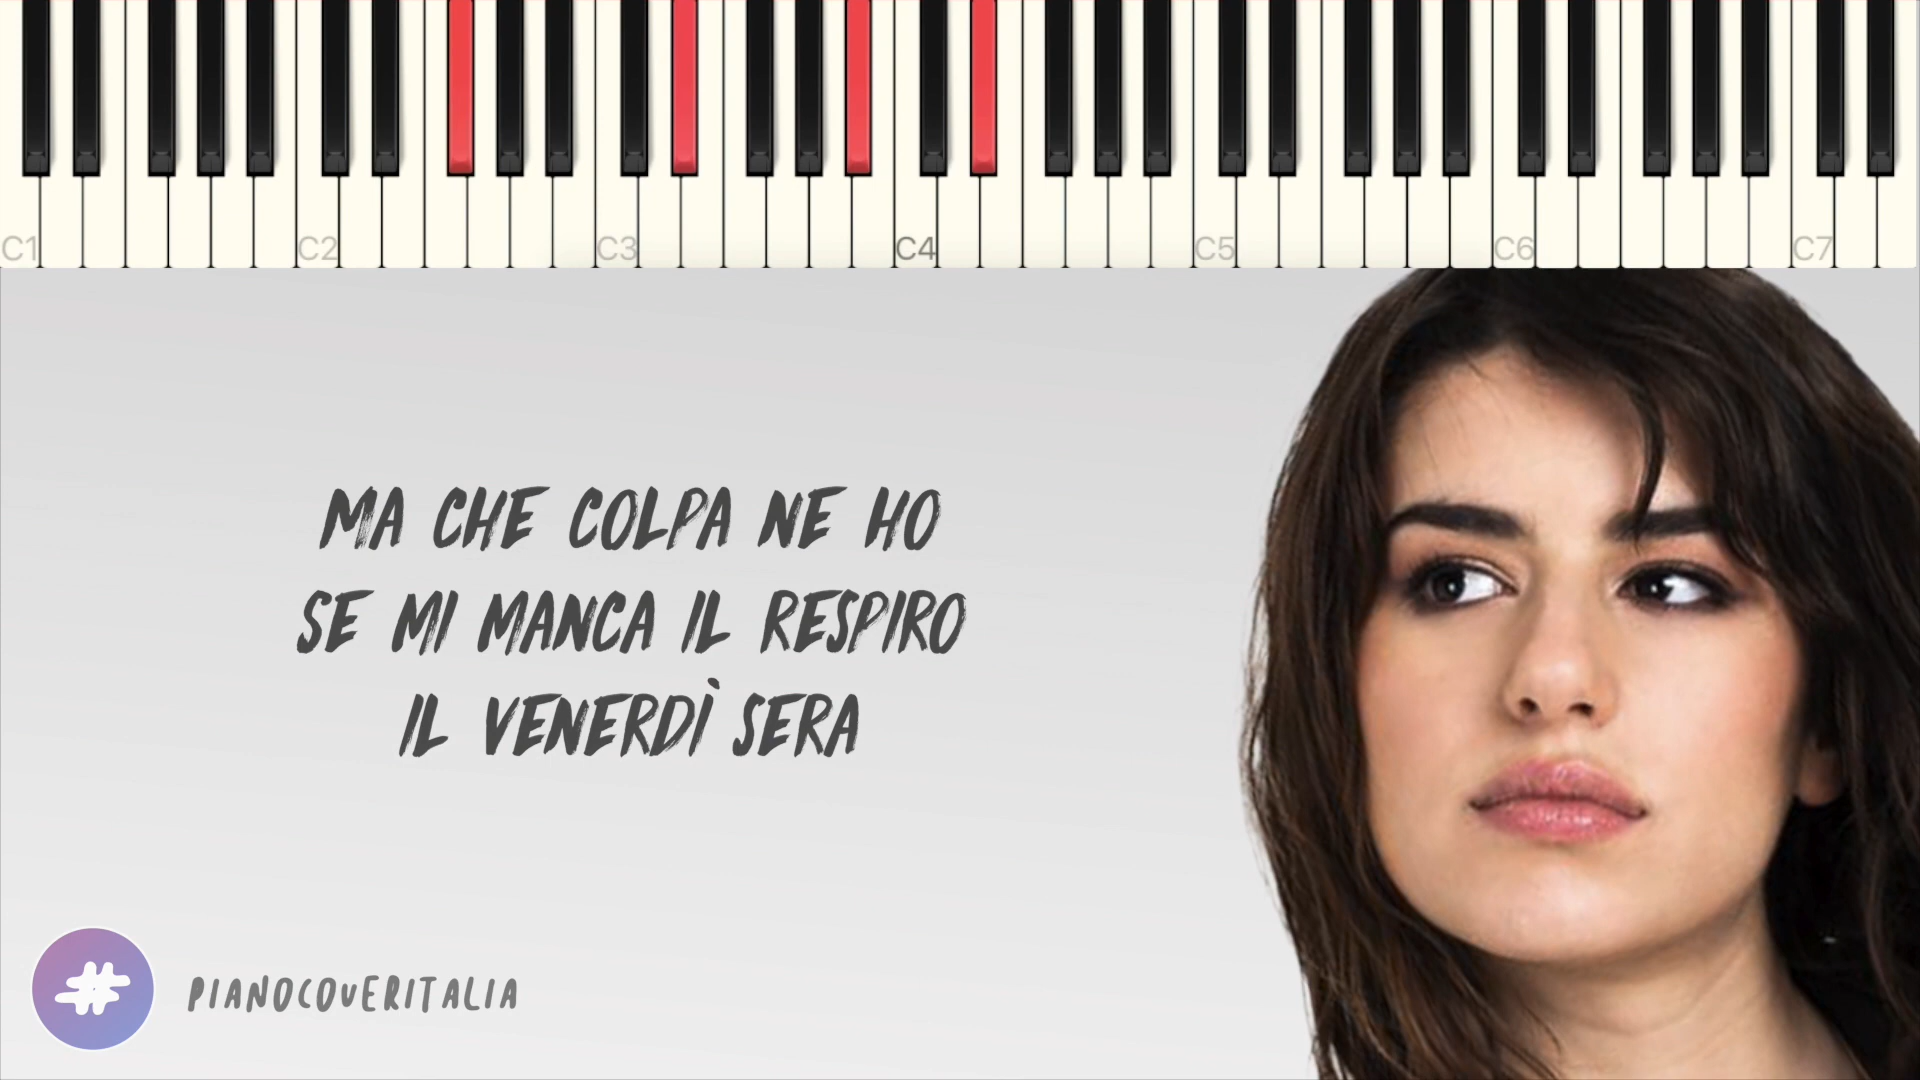 C1 C2 C3 C4 C5 C6 C7
MA CHE COLPA NE HO
SE MI MANCA IL RESPIRO
IL VENERDÌ SERA
# PIANOCOVERITALIA